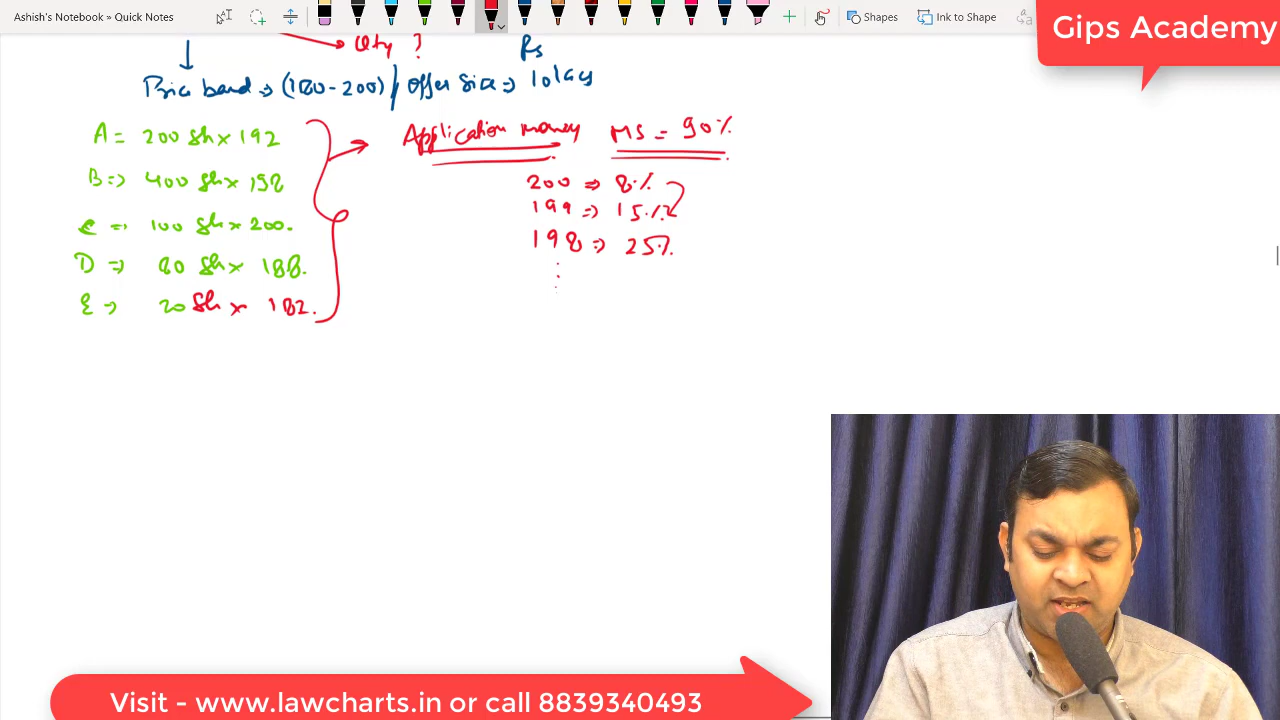 Ashish's Notebook » Quick Notes
Shapes
Ink to Shape
Gips Academy
Qty ?
Rs
Price band ⇒ (180-200) / Offer Size ⇒ 10 lacs
A = 200 Sh x 192
Application money MS = 90%
B ⇒ 400 Sh x 198
200 ⇒ 8%
199 ⇒ 15%
C ⇒ 100 Sh x 200.
198 ⇒ 25%
D ⇒ 80 Sh x 188.
E ⇒ 20 Sh x 182.
Visit - www.lawcharts.in or call 8839340493